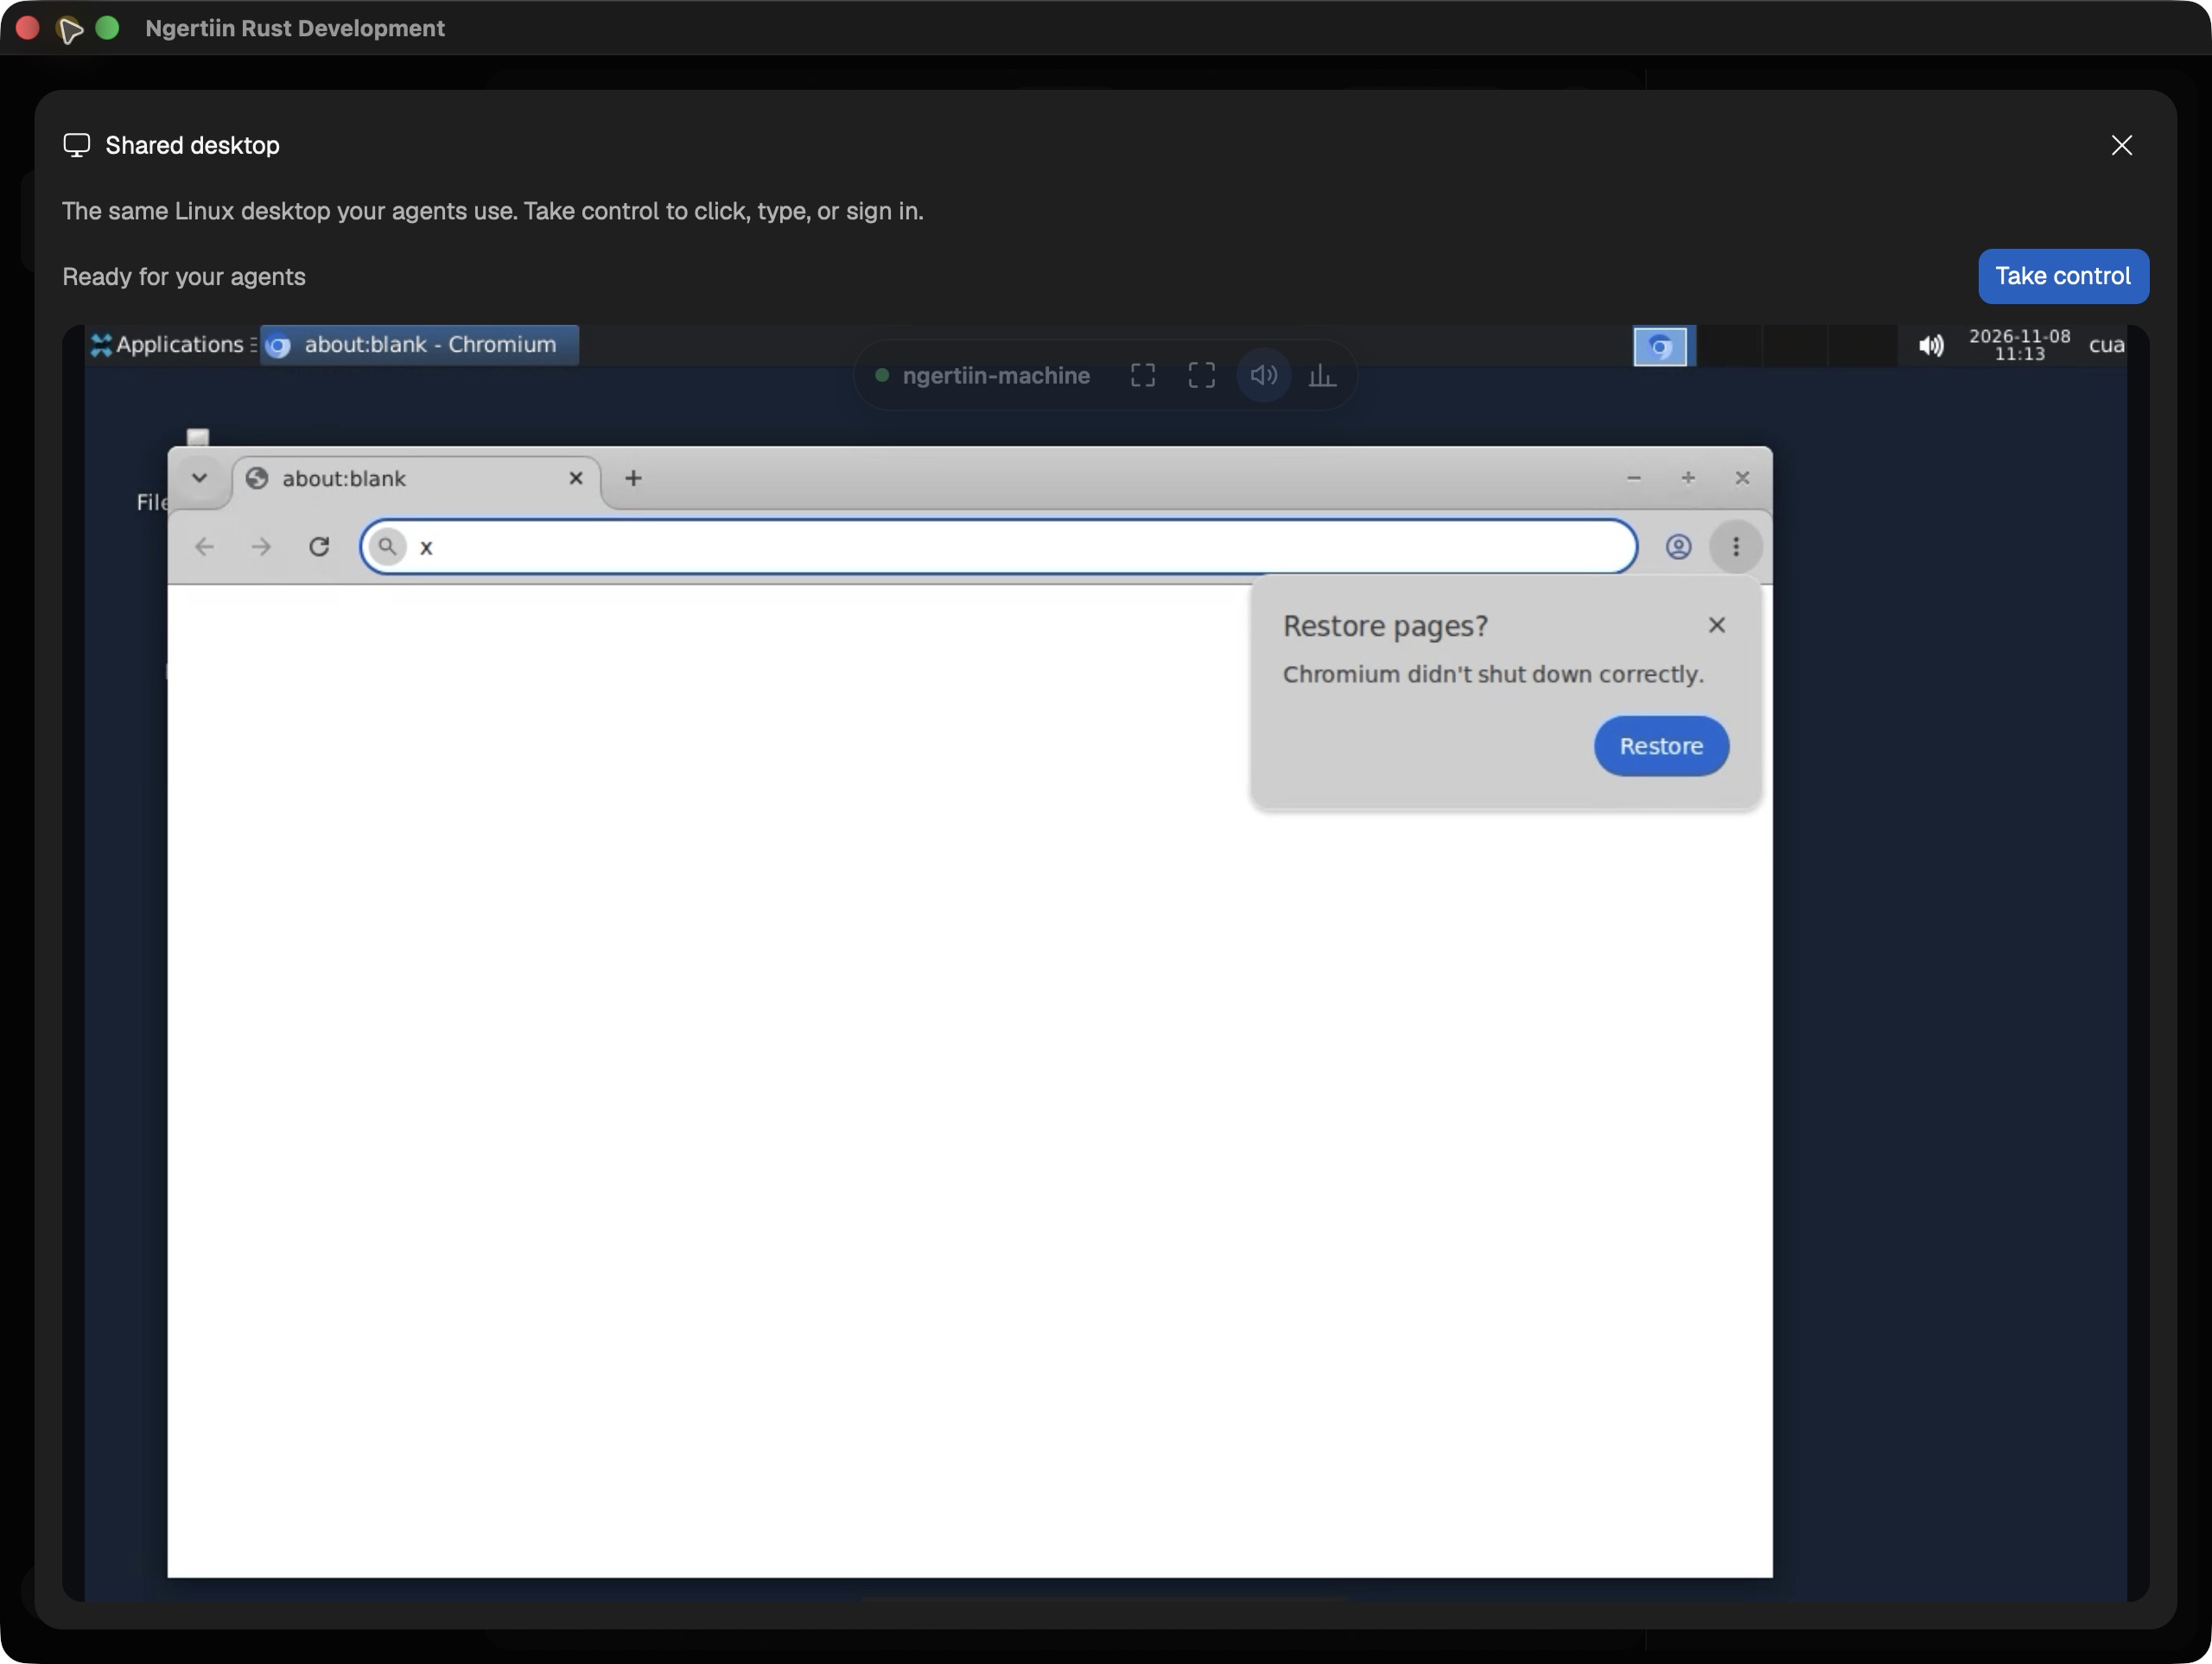 Ngertiin Rust Development
Shared desktop
The same Linux desktop your agents use. Take control to click, type, or sign in.
Ready for your agents
Take control
Applications
about:blank - Chromium
2026-11-08
11:13
cua
ngertiin-machine
about:blank
File
x
Restore pages?
Chromium didn't shut down correctly.
Restore